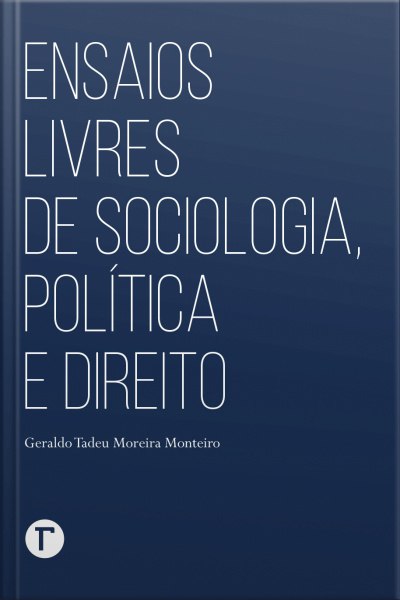 ENSAIOS
LIVRES
DE SOCIOLOGIA,
POLÍTICA
E DIREITO
Geraldo Tadeu Moreira Monteiro
T